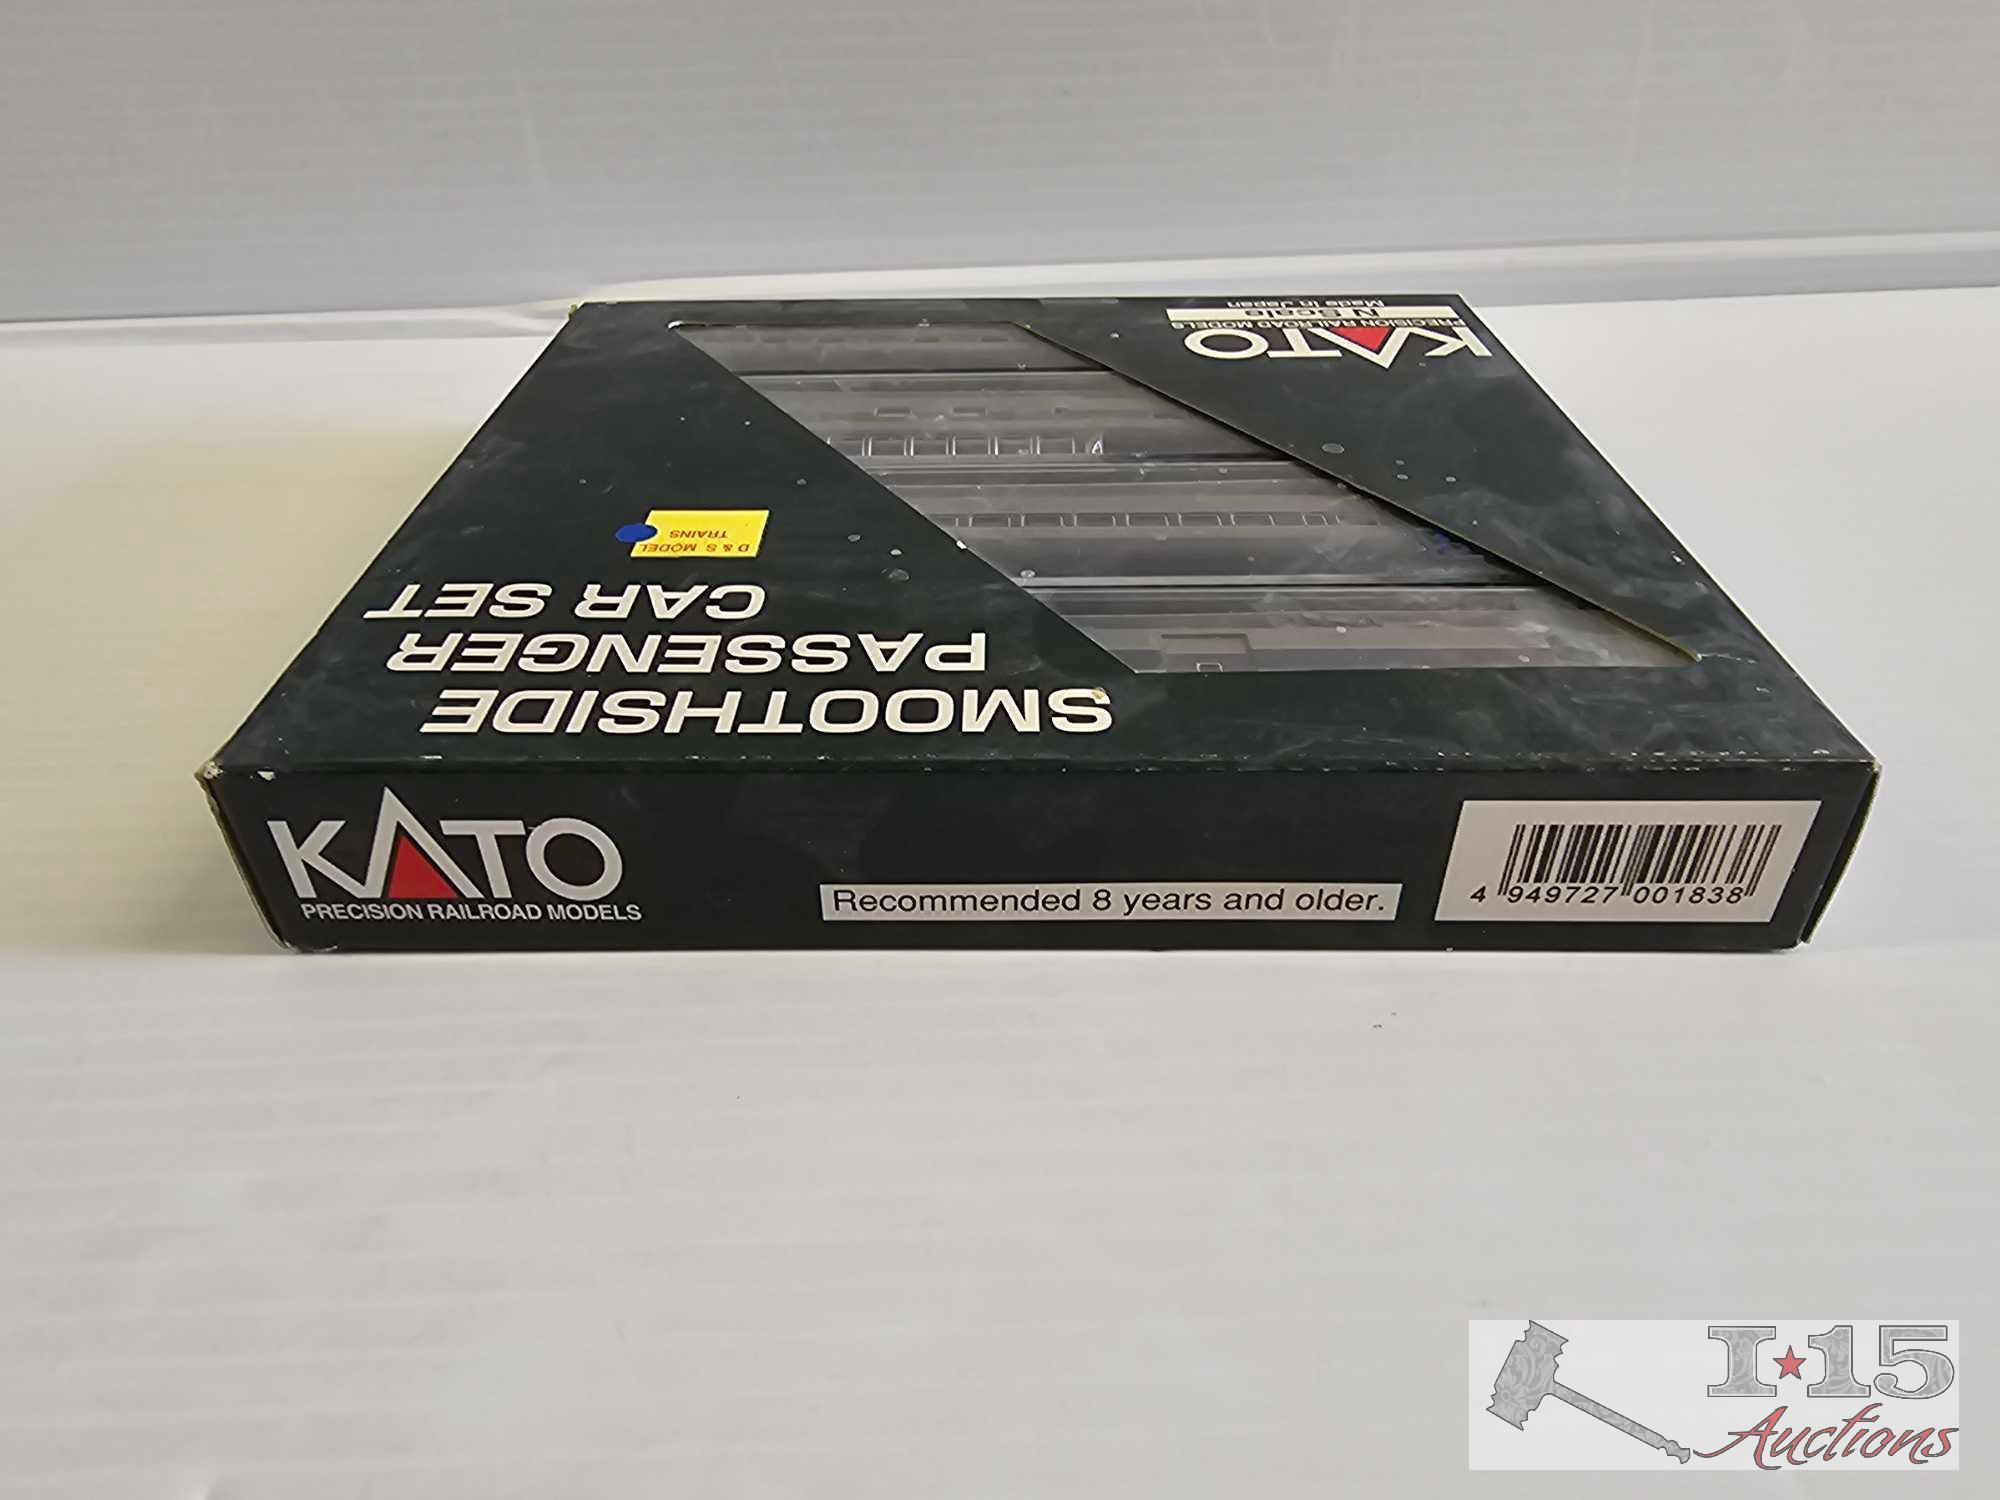 KATO
PRECISION RAILROAD MODELS
N Scale
Made in Japan
D & S MODEL
TRAINS
SMOOTHSIDE
PASSENGER
CAR SET
KATO
PRECISION RAILROAD MODELS
Recommended 8 years and older.
4 949727 001838
I-15
Auctions